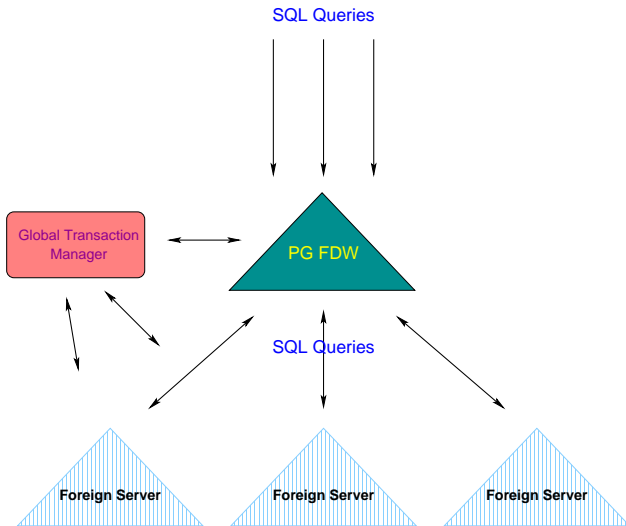 SQL Queries
Global Transaction
Manager
PG FDW
SQL Queries
Foreign Server
Foreign Server
Foreign Server